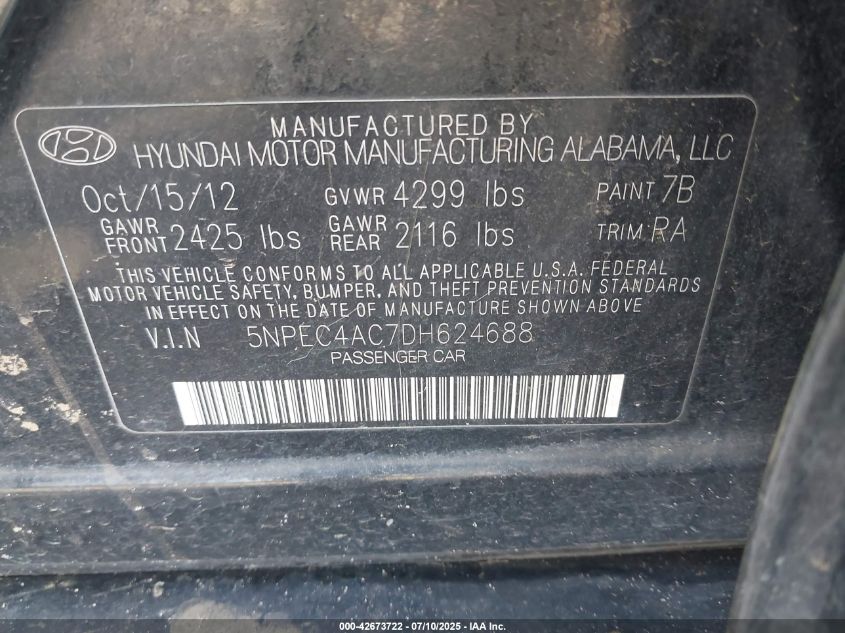 MANUFACTURED BY
HYUNDAI MOTOR MANUFACTURING ALABAMA, LLC
Oct/15/12 GVWR 4299 lbs PAINT 7B
GAWR FRONT 2425 lbs GAWR REAR 2116 lbs TRIM RA
THIS VEHICLE CONFORMS TO ALL APPLICABLE U.S.A. FEDERAL
MOTOR VEHICLE SAFETY, BUMPER, AND THEFT PREVENTION STANDARDS
IN EFFECT ON THE DATE OF MANUFACTURE SHOWN ABOVE
V.I.N 5NPEC4AC7DH624688
PASSENGER CAR
000-42673722 - 07/10/2025 - IAA Inc.